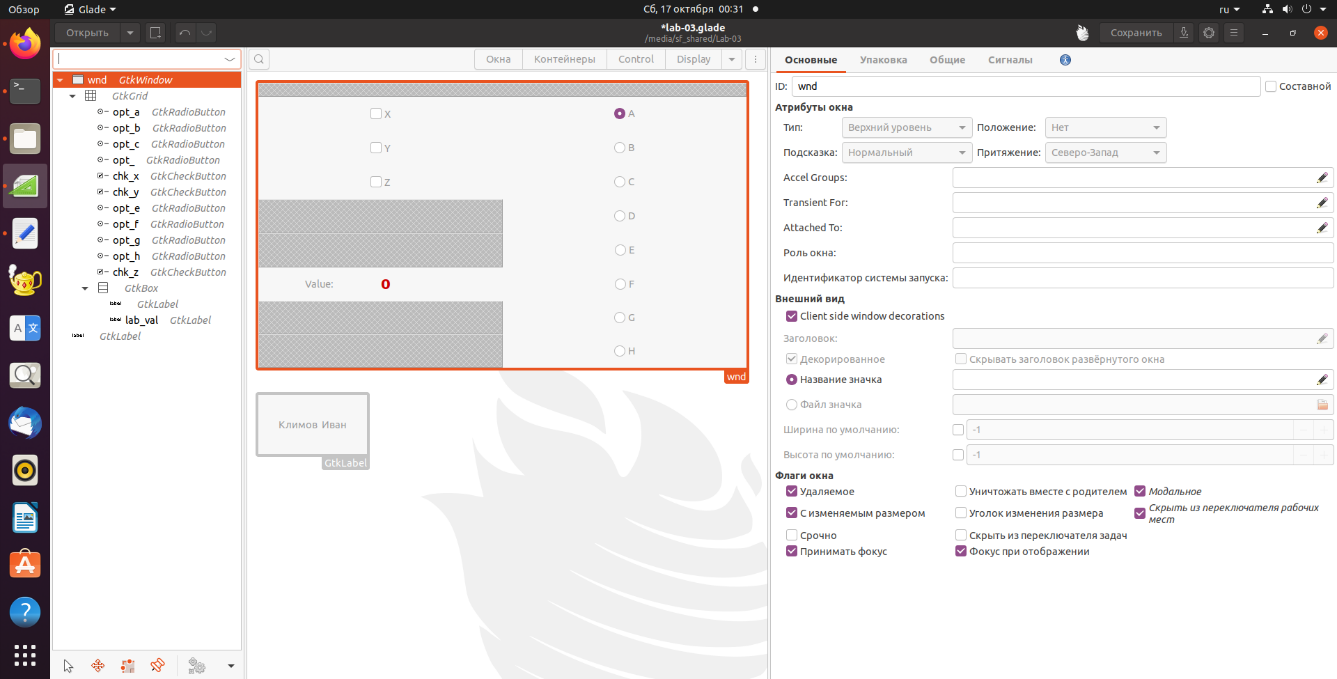 Обзор Glade Сб, 17 октября 00:31 ru
Открыть *lab-03.glade Сохранить
/media/sf_shared/Lab-03
Окна Контейнеры Control Display
wnd GtkWindow
GtkGrid
opt_a GtkRadioButton
opt_b GtkRadioButton
opt_c GtkRadioButton
opt_ GtkRadioButton
chk_x GtkCheckButton
chk_y GtkCheckButton
opt_e GtkRadioButton
opt_f GtkRadioButton
opt_g GtkRadioButton
opt_h GtkRadioButton
chk_z GtkCheckButton
GtkBox
label GtkLabel
label lab_val GtkLabel
label GtkLabel
X A
Y B
Z C
D
E
Value: 0 F
G
H
wnd
Климов Иван
GtkLabel
Основные Упаковка Общие Сигналы
ID: wnd Составной
Атрибуты окна
Тип: Верхний уровень Положение: Нет
Подсказка: Нормальный Притяжение: Северо-Запад
Accel Groups:
Transient For:
Attached To:
Роль окна:
Идентификатор системы запуска:
Внешний вид
Client side window decorations
Заголовок:
Декорированное Скрывать заголовок развёрнутого окна
Название значка
Файл значка
Ширина по умолчанию: -1
Высота по умолчанию: -1
Флаги окна
Удаляемое Уничтожать вместе с родителем Модальное
С изменяемым размером Уголок изменения размера Скрыть из переключателя рабочих
мест
Срочно Скрыть из переключателя задач
Принимать фокус Фокус при отображении